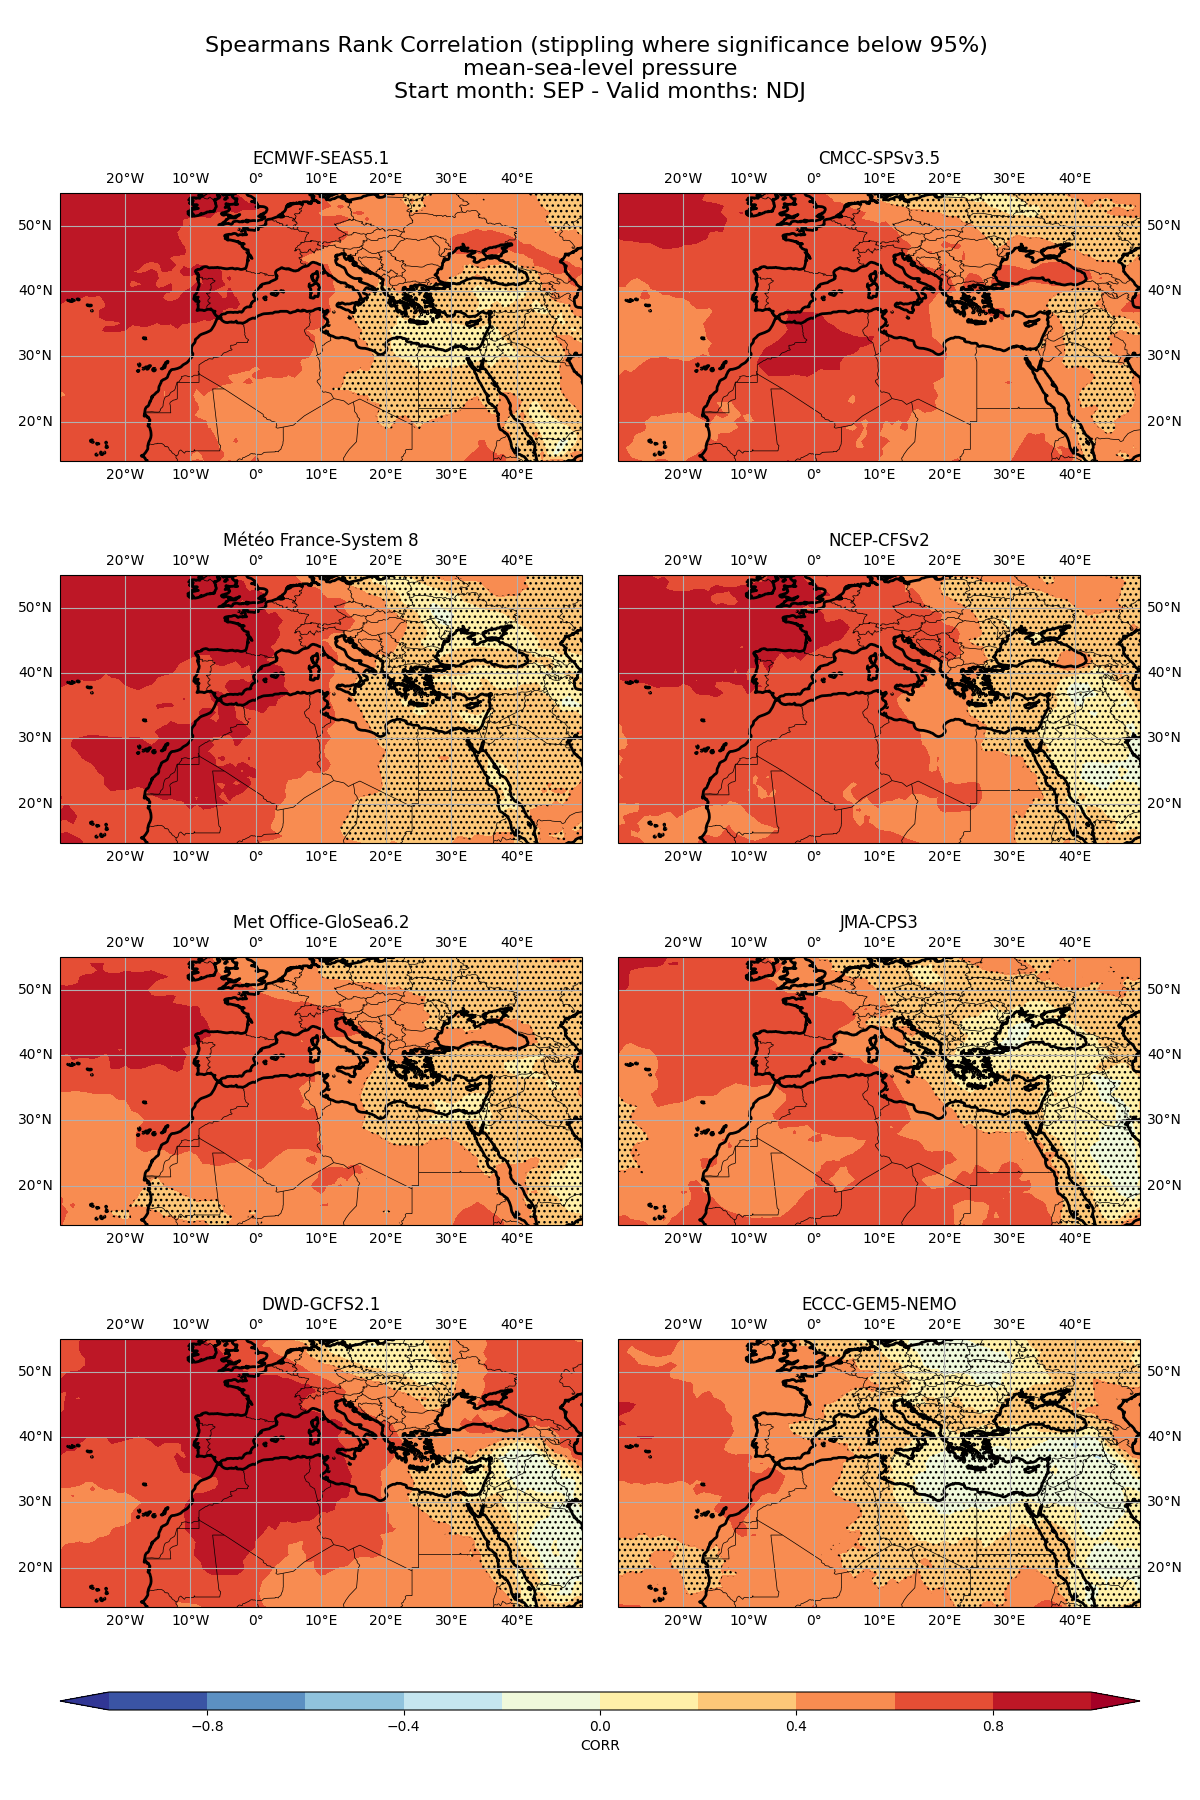 Spearmans Rank Correlation (stippling where significance below 95%)
mean-sea-level pressure
Start month: SEP - Valid months: NDJ
ECMWF-SEAS5.1
CMCC-SPSv3.5
20°W 10°W 0° 10°E 20°E 30°E 40°E
20°W 10°W 0° 10°E 20°E 30°E 40°E
50°N
50°N
40°N
40°N
30°N
30°N
20°N
20°N
20°W 10°W 0° 10°E 20°E 30°E 40°E
20°W 10°W 0° 10°E 20°E 30°E 40°E
Météo France-System 8
NCEP-CFSv2
20°W 10°W 0° 10°E 20°E 30°E 40°E
20°W 10°W 0° 10°E 20°E 30°E 40°E
50°N
50°N
40°N
40°N
30°N
30°N
20°N
20°N
20°W 10°W 0° 10°E 20°E 30°E 40°E
20°W 10°W 0° 10°E 20°E 30°E 40°E
Met Office-GloSea6.2
JMA-CPS3
20°W 10°W 0° 10°E 20°E 30°E 40°E
20°W 10°W 0° 10°E 20°E 30°E 40°E
50°N
50°N
40°N
40°N
30°N
30°N
20°N
20°N
20°W 10°W 0° 10°E 20°E 30°E 40°E
20°W 10°W 0° 10°E 20°E 30°E 40°E
DWD-GCFS2.1
ECCC-GEM5-NEMO
20°W 10°W 0° 10°E 20°E 30°E 40°E
20°W 10°W 0° 10°E 20°E 30°E 40°E
50°N
50°N
40°N
40°N
30°N
30°N
20°N
20°N
20°W 10°W 0° 10°E 20°E 30°E 40°E
20°W 10°W 0° 10°E 20°E 30°E 40°E
−0.8 −0.4 0.0 0.4 0.8
CORR